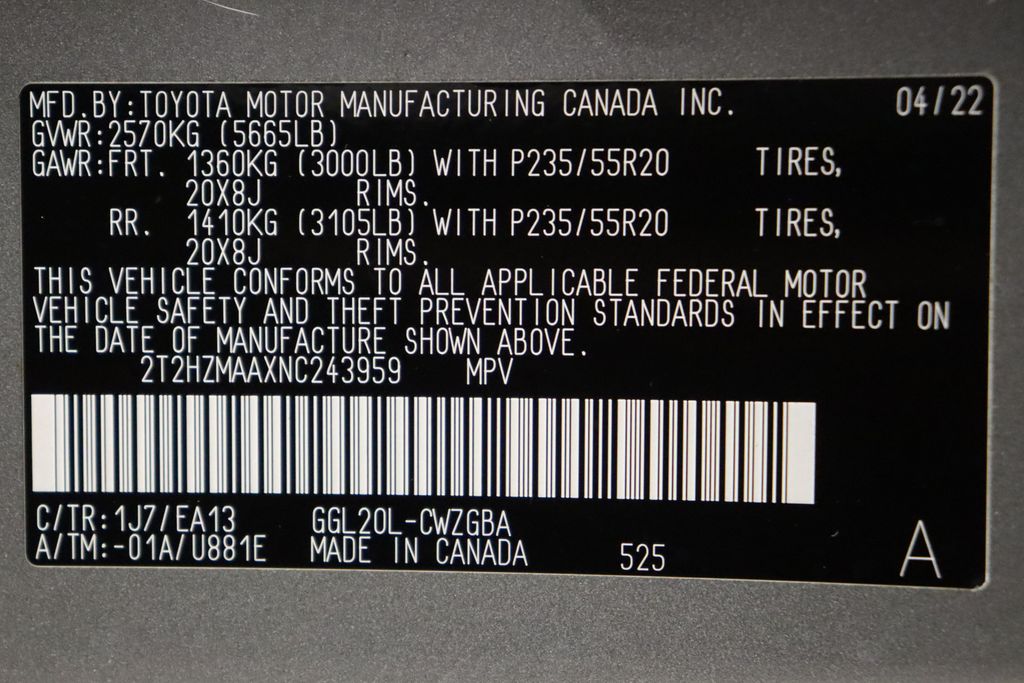 MFD.BY:TOYOTA MOTOR MANUFACTURING CANADA INC. 04/22
GVWR:2570KG (5665LB)
GAWR:FRT. 1360KG (3000LB) WITH P235/55R20 TIRES,
20X8J RIMS.
RR. 1410KG (3105LB) WITH P235/55R20 TIRES,
20X8J RIMS.
THIS VEHICLE CONFORMS TO ALL APPLICABLE FEDERAL MOTOR
VEHICLE SAFETY AND THEFT PREVENTION STANDARDS IN EFFECT ON
THE DATE OF MANUFACTURE SHOWN ABOVE.
2T2HZMAAXNC243959 MPV
C/TR:1J7/EA13 GGL20L-CWZGBA
A/TM:-01A/U881E MADE IN CANADA 525 A